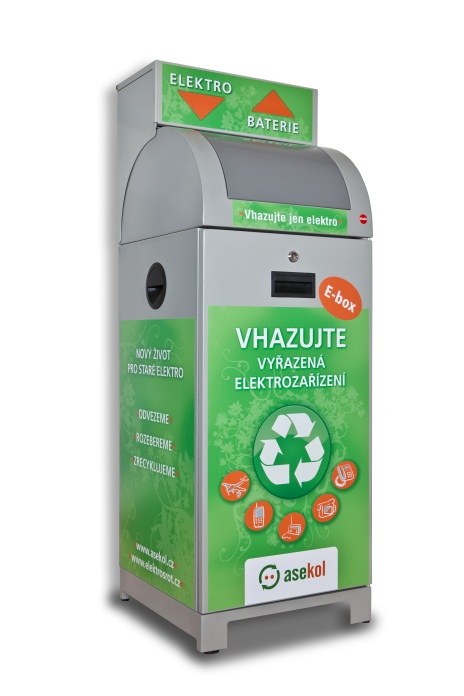 ELEKTRO
BATERIE
Vhazujte jen elektro
E-box
VHAZUJTE
VYŘAZENÁ
ELEKTROZAŘÍZENÍ
asekol
NOVÝ ŽIVOT
PRO STARÉ ELEKTRO
ODVEZEME
ROZEBEREME
ZRECYKLUJEME
www.asekol.cz
www.elektrosrot.cz